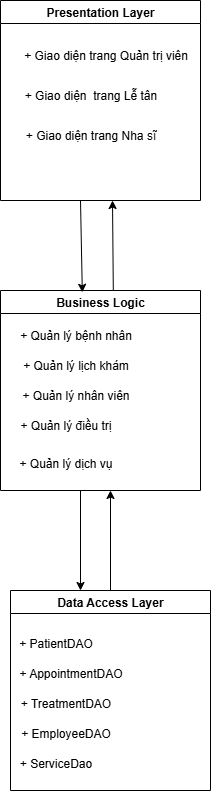 Presentation Layer
+ Giao diện trang Quản trị viên
+ Giao diện trang Lễ tân
+ Giao diện trang Nha sĩ
Business Logic
+ Quản lý bệnh nhân
+ Quản lý lịch khám
+ Quản lý nhân viên
+ Quản lý điều trị
+ Quản lý dịch vụ
Data Access Layer
+ PatientDAO
+ AppointmentDAO
+ TreatmentDAO
+ EmployeeDAO
+ ServiceDao